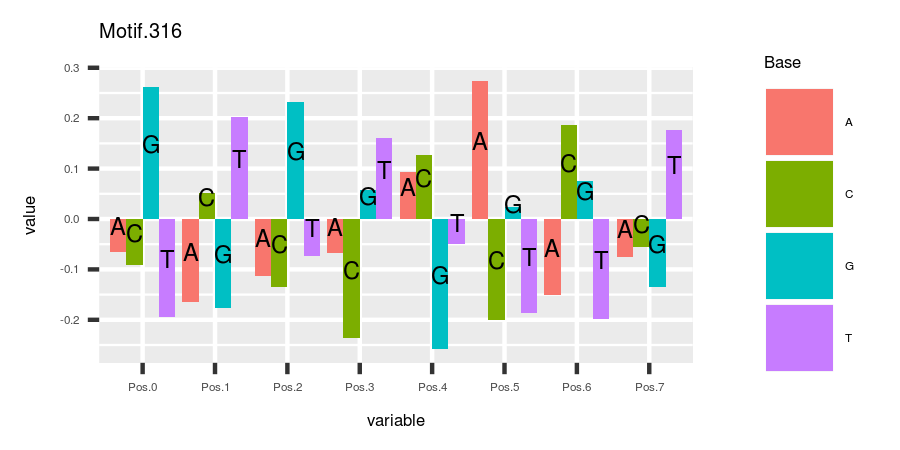 Motif.316
Base
0.3
0.2
0.1
0.0
-0.1
-0.2
value
A C G T A C G T A C G T A C G T A C G T A C G T A C G T A C G T
Pos.0 Pos.1 Pos.2 Pos.3 Pos.4 Pos.5 Pos.6 Pos.7
variable
A
C
G
T